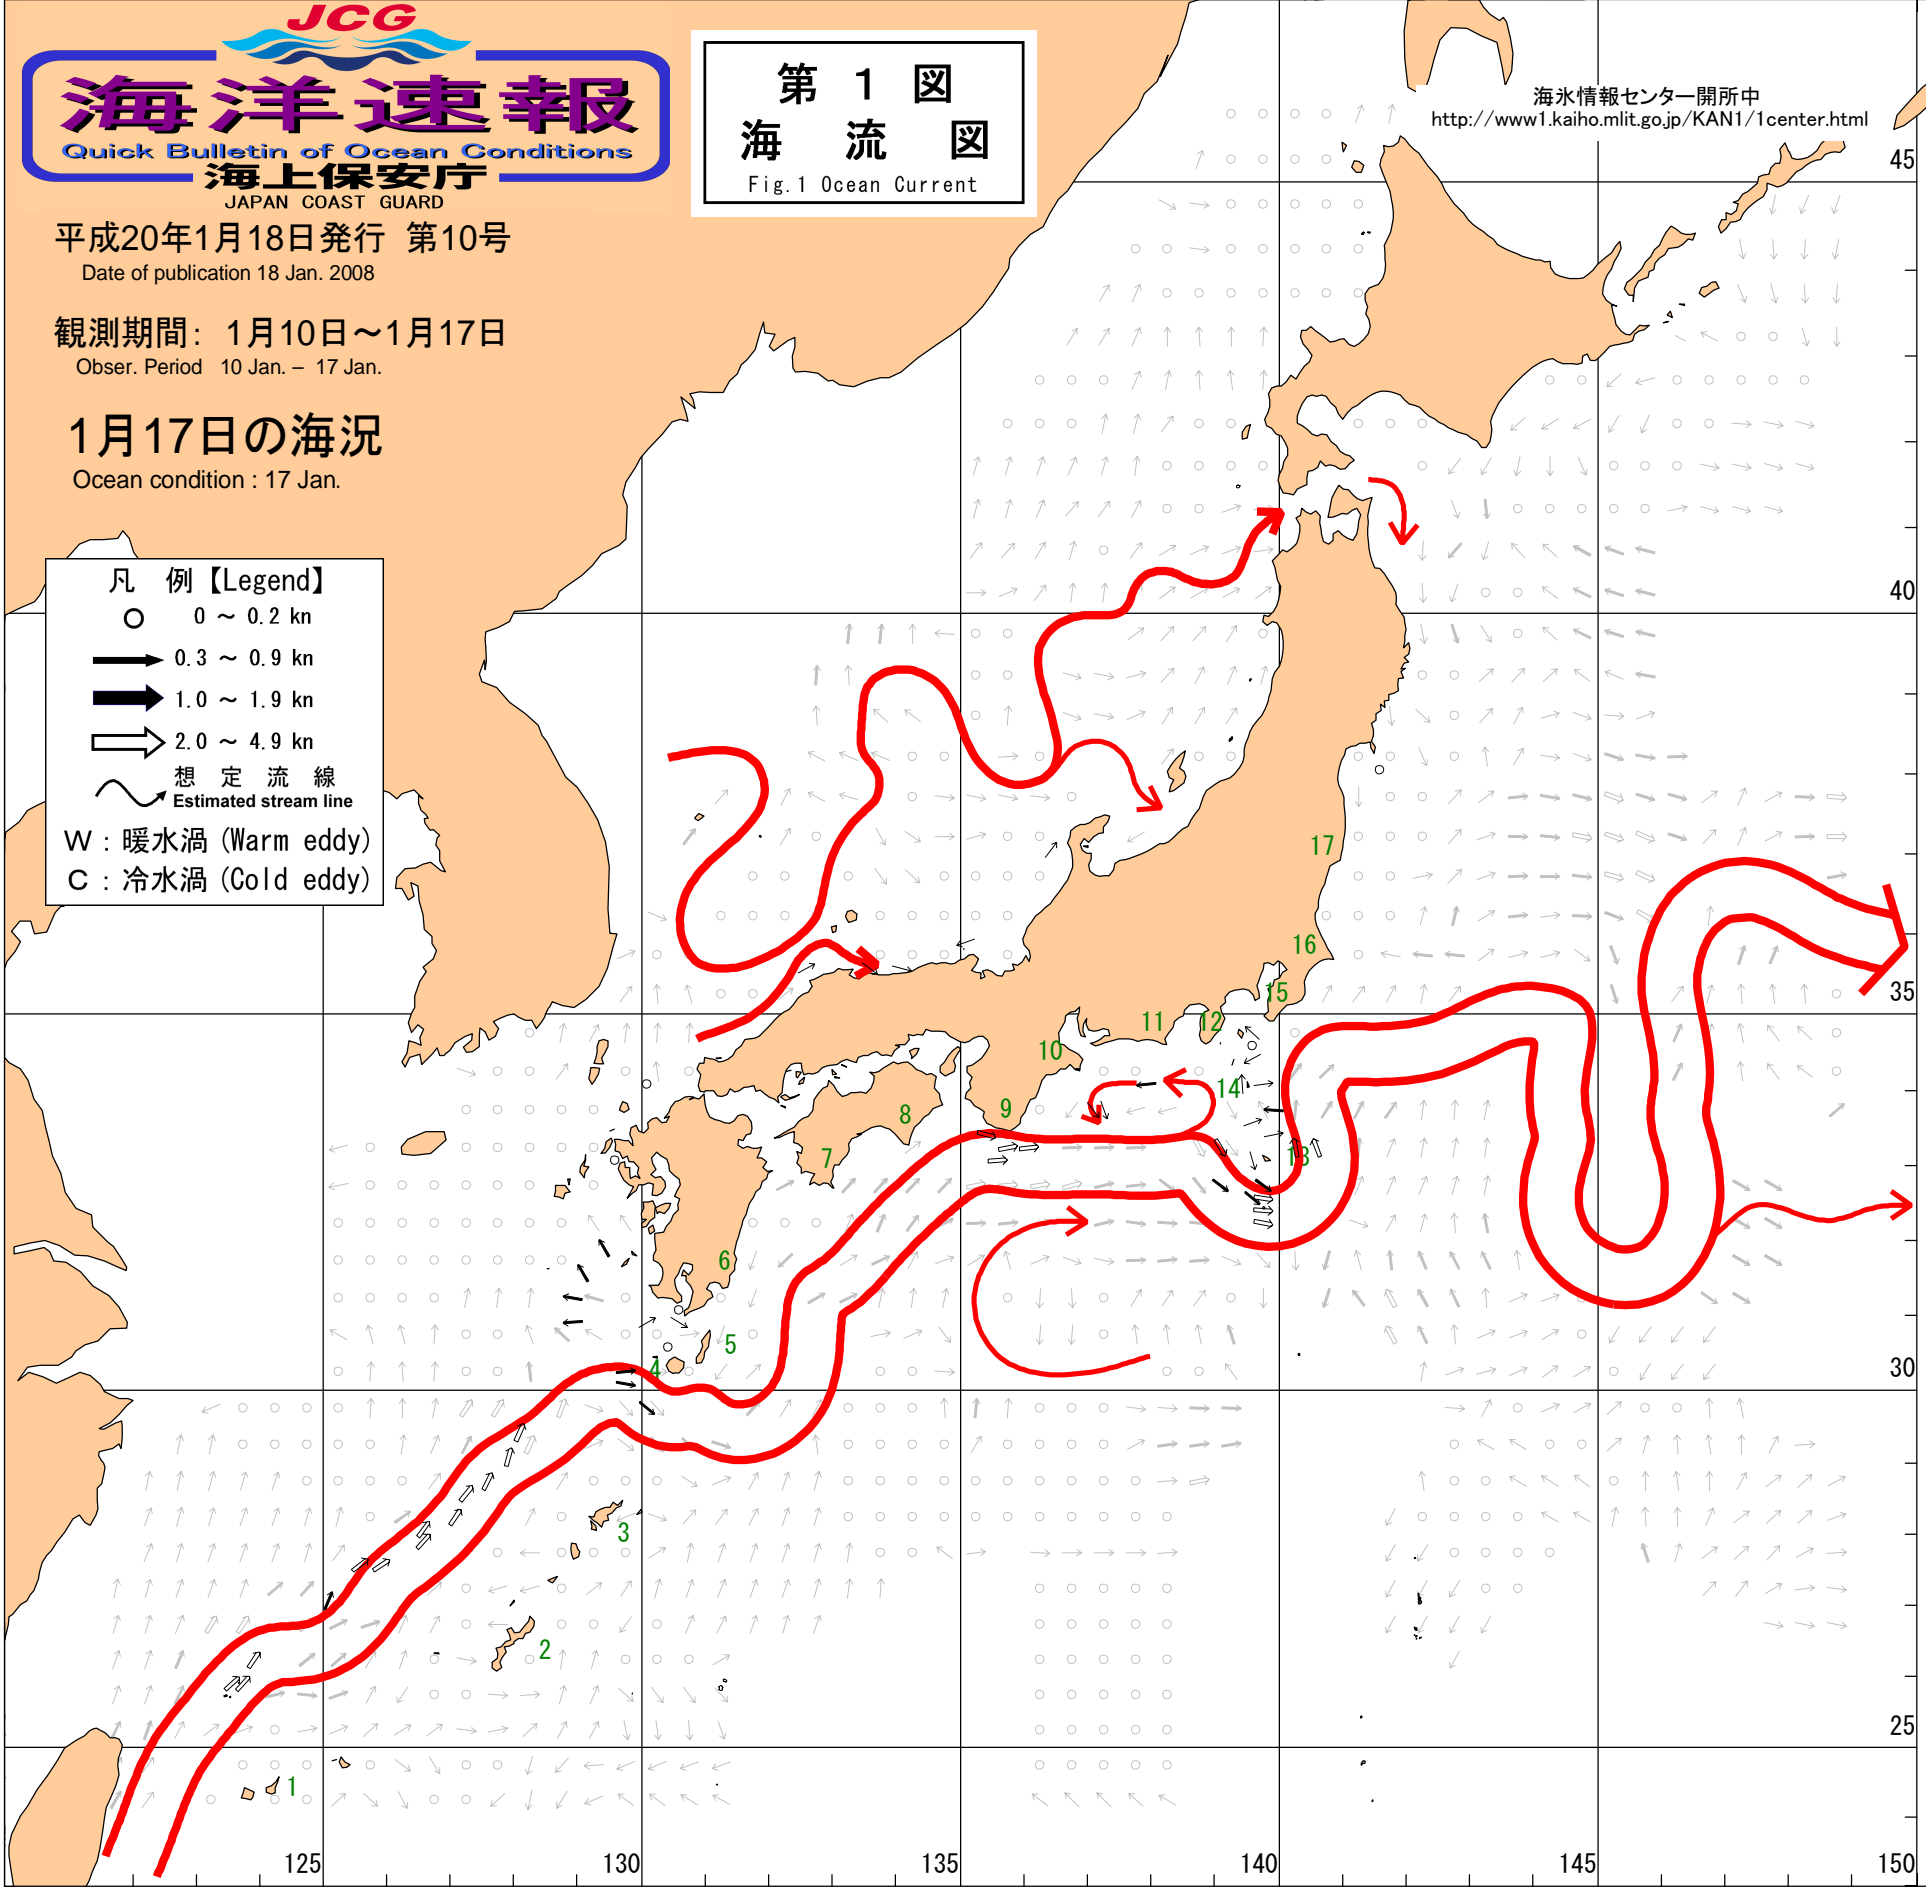 JCG
海洋速報
Quick Bulletin of Ocean Conditions
海上保安庁
JAPAN COAST GUARD
平成20年1月18日発行 第10号
Date of publication 18 Jan. 2008
観測期間: 1月10日~1月17日
Obser. Period 10 Jan. – 17 Jan.
1月17日の海況
Ocean condition : 17 Jan.
第 1 図
海 流 図
Fig.1 Ocean Current
海氷情報センター開所中
http://www1.kaiho.mlit.go.jp/KAN1/1center.html
凡 例【Legend】
0 ~ 0.2 kn
0.3 ~ 0.9 kn
1.0 ~ 1.9 kn
2.0 ~ 4.9 kn
想 定 流 線
Estimated stream line
W : 暖水渦 (Warm eddy)
C : 冷水渦 (Cold eddy)
45
40
17
16
35
15
12
11
10
14
9
8
7
13
6
5
4
30
3
2
25
1
125
130
135
140
145
150